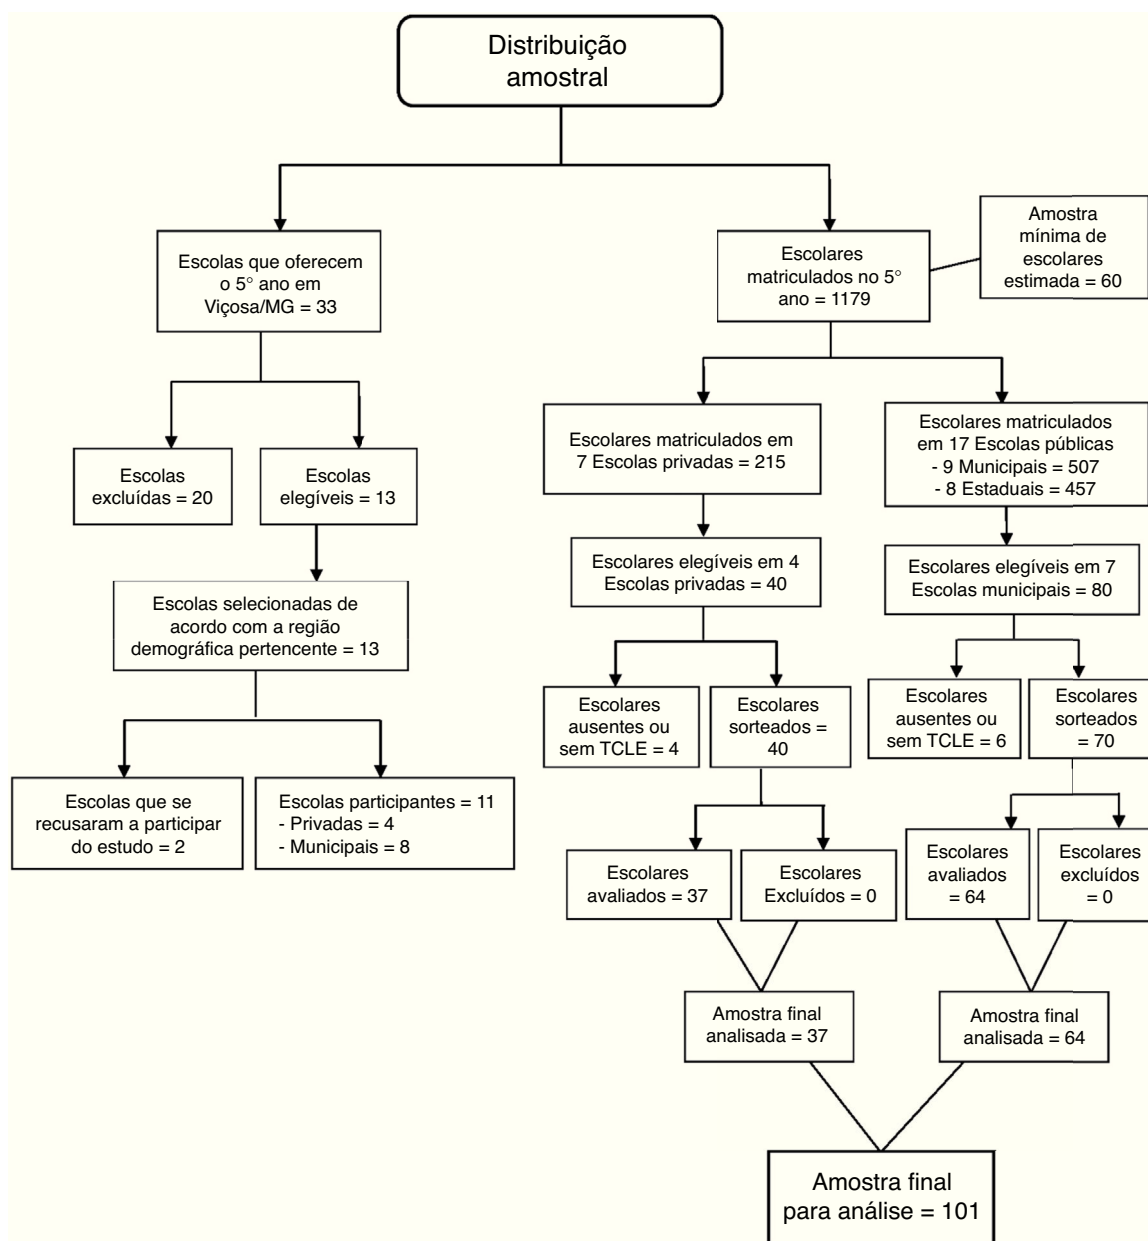 Distribuição
amostral
Escolas que oferecem
o 5° ano em
Viçosa/MG = 33
Escolares
matriculados no 5°
ano = 1179
Amostra
mínima de
escolares
estimada = 60
Escolas
excluídas = 20
Escolas
elegíveis = 13
Escolas selecionadas de
acordo com a região
demográfica pertencente = 13
Escolas que se
recusaram a participar
do estudo = 2
Escolas participantes = 11
- Privadas = 4
- Municipais = 8
Escolares matriculados em
7 Escolas privadas = 215
Escolares matriculados
em 17 Escolas públicas
- 9 Municipais = 507
- 8 Estaduais = 457
Escolares elegíveis em 4
Escolas privadas = 40
Escolares elegíveis em 7
Escolas municipais = 80
Escolares
ausentes ou
sem TCLE = 4
Escolares
sorteados =
40
Escolares
ausentes ou
sem TCLE = 6
Escolares
sorteados
= 70
Escolares
avaliados = 37
Escolares
Excluídos = 0
Escolares
avaliados
= 64
Escolares
excluídos
= 0
Amostra final
analisada = 37
Amostra final
analisada = 64
Amostra final
para análise = 101